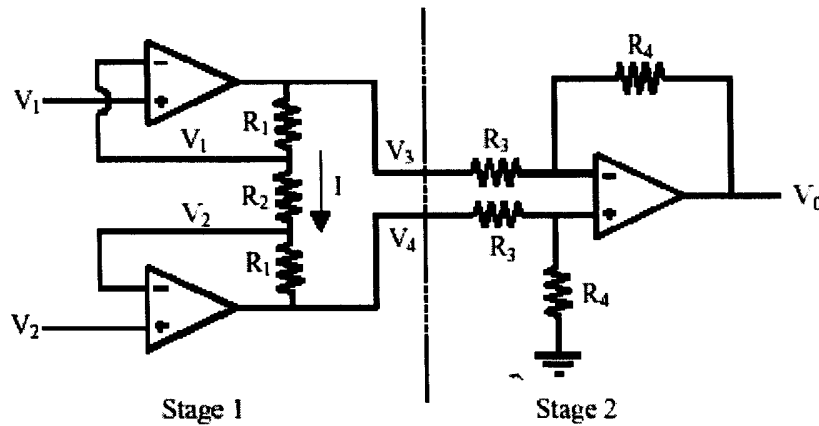 R₄
V₁
R₁
V₁
V₃
R₃
R₂
I
V₀
V₂
V₄
R₃
R₁
R₄
V₂
Stage 1
Stage 2
−
+
−
+
−
+